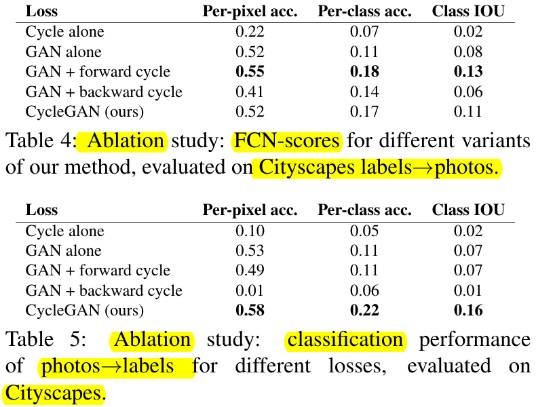 Loss Per-pixel acc. Per-class acc. Class IOU
Cycle alone 0.22 0.07 0.02
GAN alone 0.52 0.11 0.08
GAN + forward cycle 0.55 0.18 0.13
GAN + backward cycle 0.41 0.14 0.06
CycleGAN (ours) 0.52 0.17 0.11
Table 4: Ablation study: FCN-scores for different variants
of our method, evaluated on Cityscapes labels→photos.
Loss Per-pixel acc. Per-class acc. Class IOU
Cycle alone 0.10 0.05 0.02
GAN alone 0.53 0.11 0.07
GAN + forward cycle 0.49 0.11 0.07
GAN + backward cycle 0.01 0.06 0.01
CycleGAN (ours) 0.58 0.22 0.16
Table 5: Ablation study: classification performance
of photos→labels for different losses, evaluated on
Cityscapes.